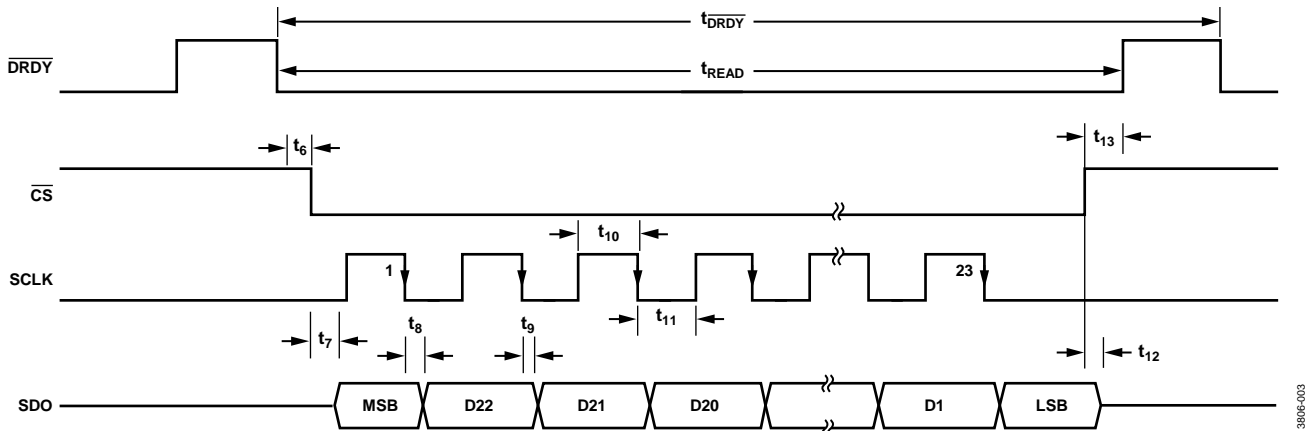 t_DRDY
DRDY
t_READ
t_6
t_13
CS
t_10
SCLK
1
23
t_11
t_7
t_8
t_9
t_12
SDO
MSB
D22
D21
D20
D1
LSB
3806-003